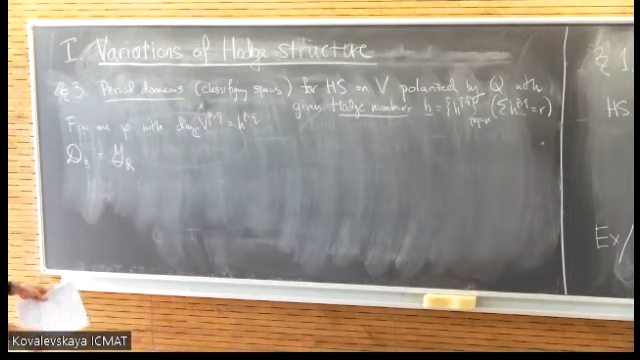 I Variations of Hodge structure
§ 3. Period domains (classifying spaces) for HS on V polarized by Q with
given Hodge numbers h = {h^{p,q}}_{p+q=n} (Σ h^{p,q} = r)
Fix one φ with dim_ℂ V^{p,q} = h^{p,q}
D_h = G_R
§ 1
HS
Ex/
Kovalevskaya ICMAT